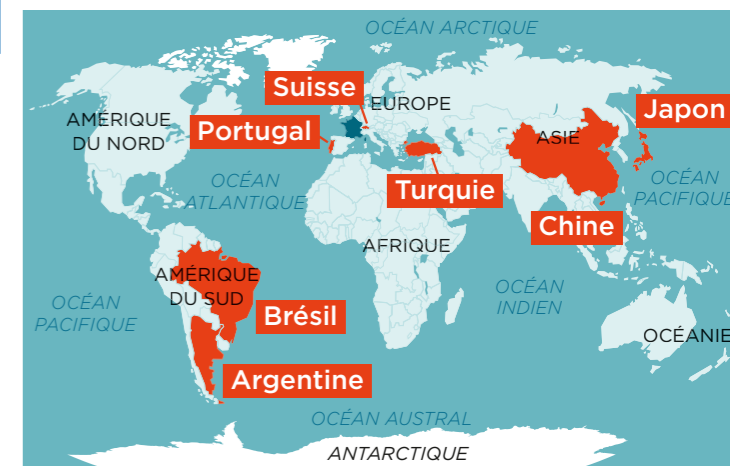 OCÉAN ARCTIQUE
Suisse
EUROPE
Japon
AMÉRIQUE
DU NORD
Portugal
ASIE
OCÉAN
ATLANTIQUE
Turquie
OCÉAN
PACIFIQUE
Chine
AFRIQUE
AMÉRIQUE
DU SUD
OCÉAN
INDIEN
OCÉAN
PACIFIQUE
Brésil
OCÉANIE
Argentine
OCÉAN AUSTRAL
ANTARCTIQUE